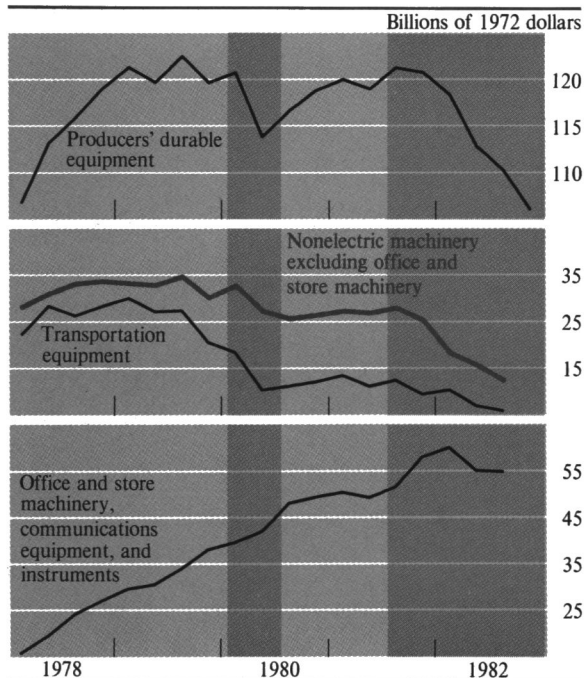 Billions of 1972 dollars
120
115
Producers' durable
equipment
110
Nonelectric machinery
excluding office and
store machinery
35
25
Transportation
equipment
15
Office and store
machinery,
communications
equipment, and
instruments
55
45
35
25
1978 1980 1982